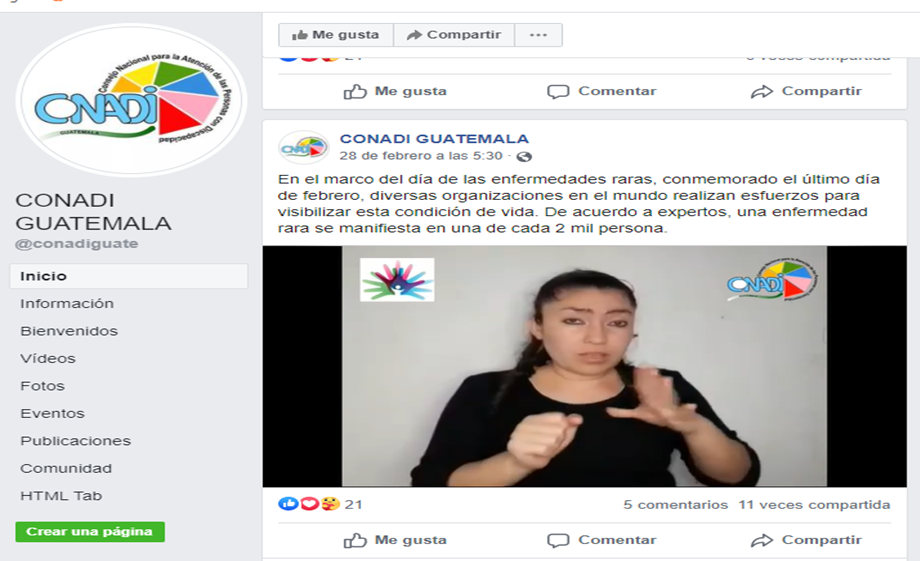 Consejo Nacional para la Atención de las Personas con Discapacidad
CNADi
GUATEMALA
CONADI
GUATEMALA
@conadiguate
Inicio
Información
Bienvenidos
Vídeos
Fotos
Eventos
Publicaciones
Comunidad
HTML Tab
Crear una página
Me gusta Compartir ...
Me gusta Comentar Compartir
CONADI GUATEMALA
28 de febrero a las 5:30 ·
En el marco del día de las enfermedades raras, conmemorado el último día
de febrero, diversas organizaciones en el mundo realizan esfuerzos para
visibilizar esta condición de vida. De acuerdo a expertos, una enfermedad
rara se manifiesta en una de cada 2 mil persona.
CNADi
21 5 comentarios 11 veces compartida
Me gusta Comentar Compartir